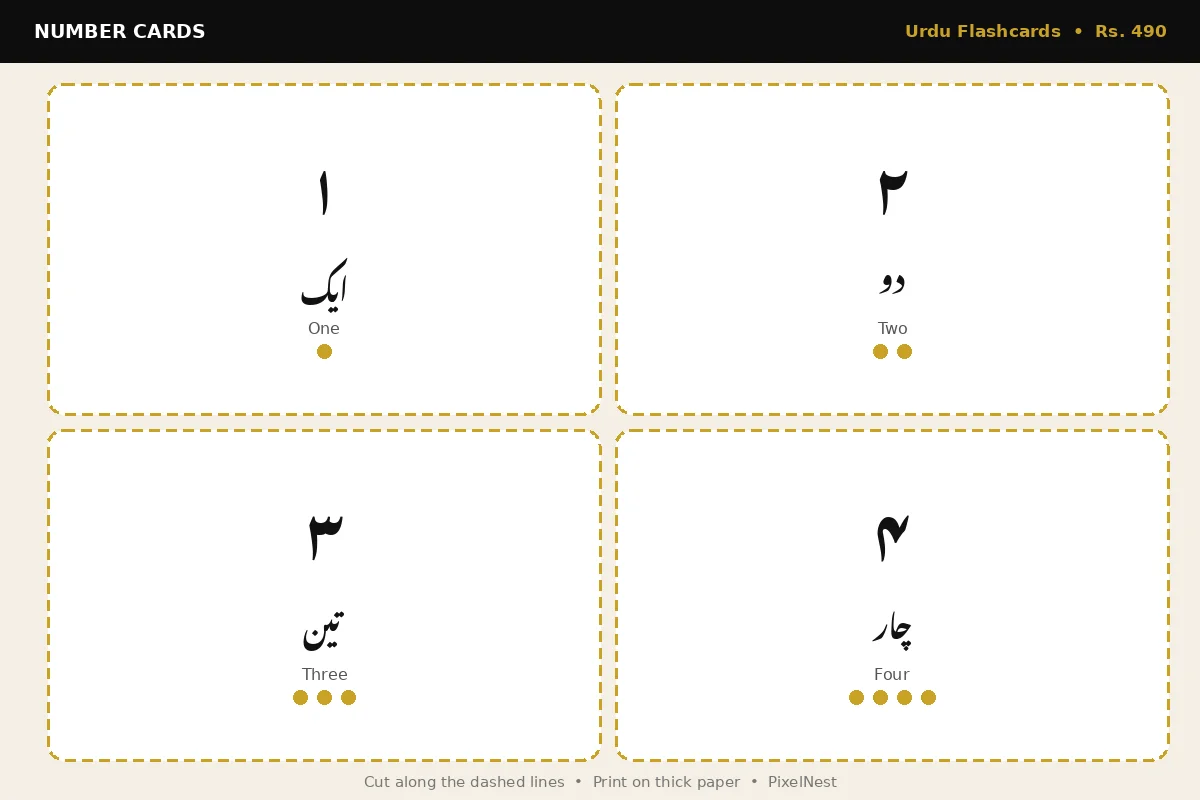 NUMBER CARDS
Urdu Flashcards • Rs. 490
۱
ایک
One
۲
دو
Two
۳
تین
Three
۴
چار
Four
Cut along the dashed lines • Print on thick paper • PixelNest